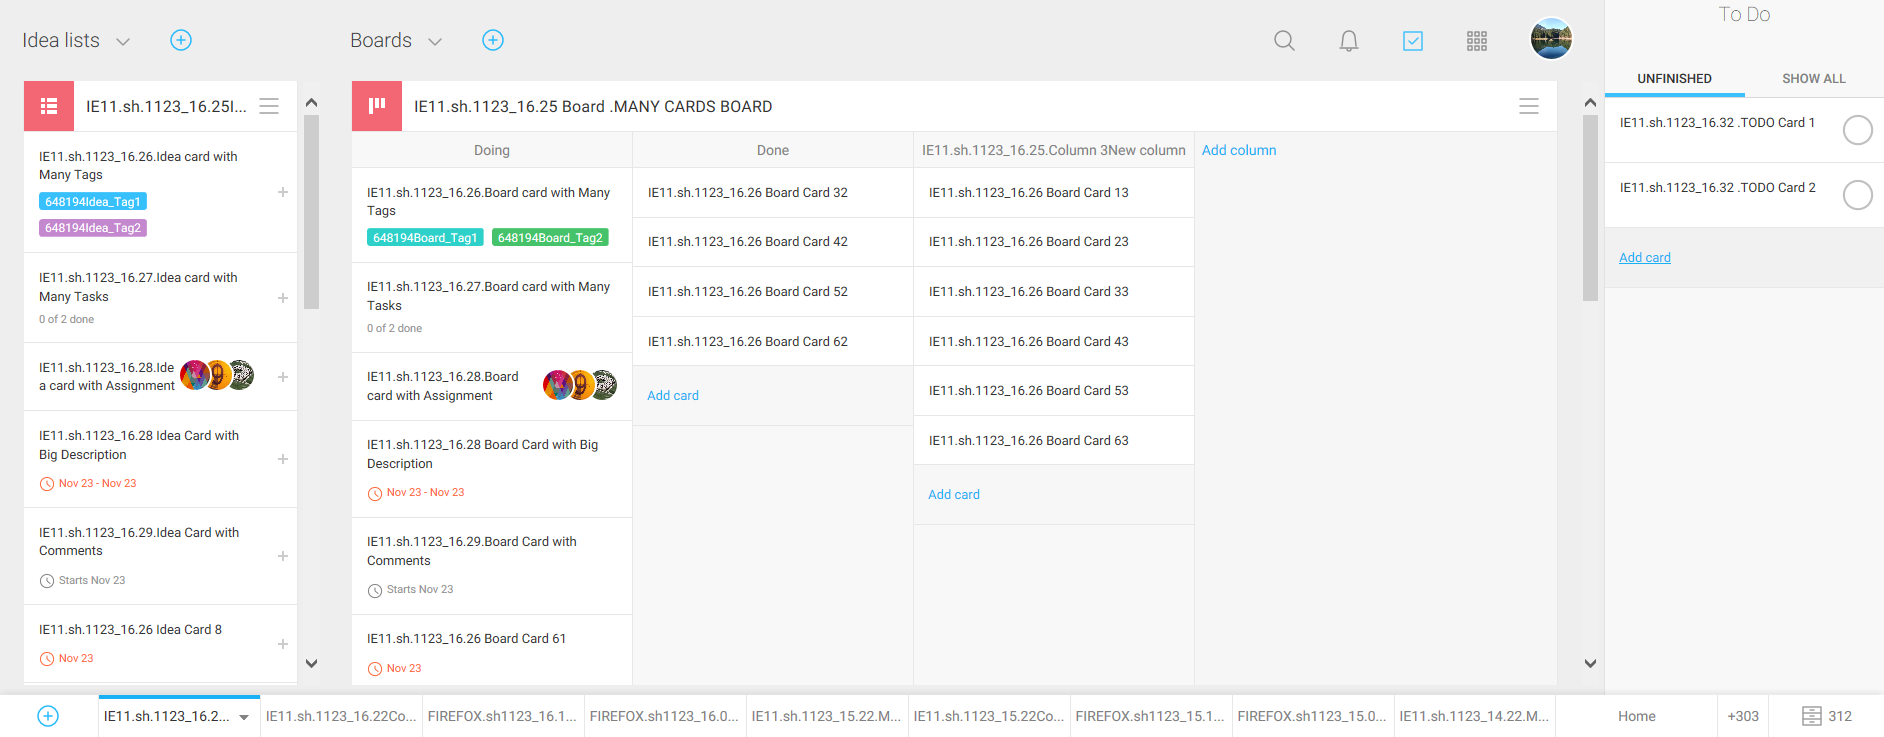 Idea lists
Boards
To Do
UNFINISHED
SHOW ALL
IE11.sh.1123_16.25I...
IE11.sh.1123_16.26.Idea card with
Many Tags
648194Idea_Tag1
648194Idea_Tag2
IE11.sh.1123_16.27.Idea card with
Many Tasks
0 of 2 done
IE11.sh.1123_16.28.Ide
a card with Assignment
IE11.sh.1123_16.28 Idea Card with
Big Description
Nov 23 - Nov 23
IE11.sh.1123_16.29.Idea Card with
Comments
Starts Nov 23
IE11.sh.1123_16.26 Idea Card 8
Nov 23
IE11.sh.1123_16.25 Board .MANY CARDS BOARD
Doing
IE11.sh.1123_16.26.Board card with Many
Tags
648194Board_Tag1
648194Board_Tag2
IE11.sh.1123_16.27.Board card with Many
Tasks
0 of 2 done
IE11.sh.1123_16.28.Board
card with Assignment
IE11.sh.1123_16.28 Board Card with Big
Description
Nov 23 - Nov 23
IE11.sh.1123_16.29.Board Card with
Comments
Starts Nov 23
IE11.sh.1123_16.26 Board Card 61
Nov 23
Done
IE11.sh.1123_16.26 Board Card 32
IE11.sh.1123_16.26 Board Card 42
IE11.sh.1123_16.26 Board Card 52
IE11.sh.1123_16.26 Board Card 62
Add card
IE11.sh.1123_16.25.Column 3New column
IE11.sh.1123_16.26 Board Card 13
IE11.sh.1123_16.26 Board Card 23
IE11.sh.1123_16.26 Board Card 33
IE11.sh.1123_16.26 Board Card 43
IE11.sh.1123_16.26 Board Card 53
IE11.sh.1123_16.26 Board Card 63
Add card
Add column
IE11.sh.1123_16.32 .TODO Card 1
IE11.sh.1123_16.32 .TODO Card 2
Add card
IE11.sh.1123_16.2...
IE11.sh.1123_16.22Co...
FIREFOX.sh1123_16.1...
FIREFOX.sh1123_16.0...
IE11.sh.1123_15.22.M...
IE11.sh.1123_15.22Co...
FIREFOX.sh1123_15.1...
FIREFOX.sh1123_15.0...
IE11.sh.1123_14.22.M...
Home
+303
312